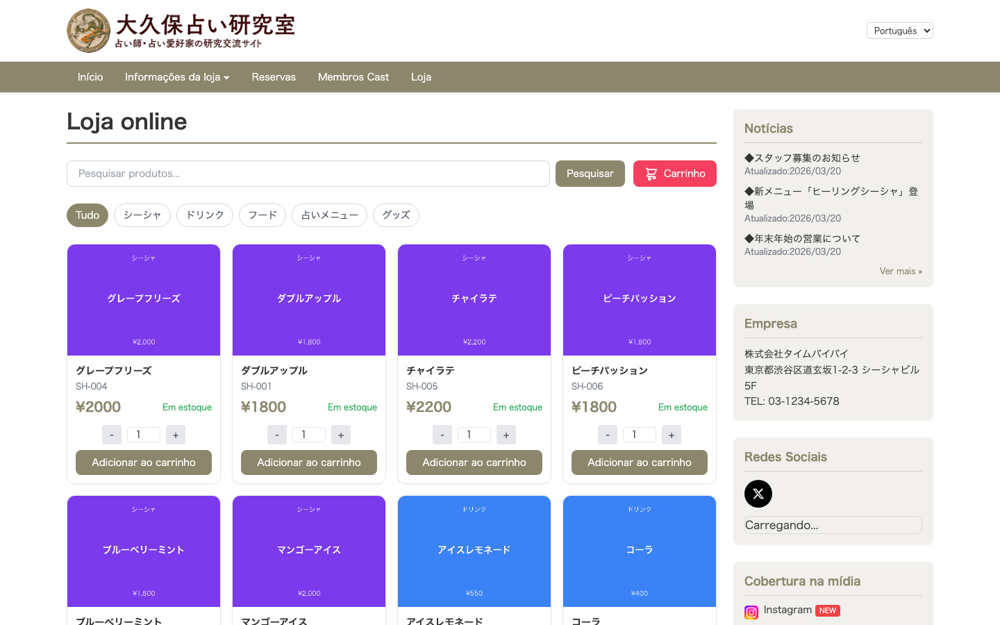 大久保占い研究室
占い師・占い愛好家の研究交流サイト
Português
Início
Informações da loja
Reservas
Membros Cast
Loja
Loja online
Pesquisar produtos...
Pesquisar
Carrinho
Tudo
シーシャ
ドリンク
フード
占いメニュー
グッズ
シーシャ
グレープフリーズ
¥2,000
グレープフリーズ
SH-004
¥2000
Em estoque
-
1
+
Adicionar ao carrinho
シーシャ
ダブルアップル
¥1,800
ダブルアップル
SH-001
¥1800
Em estoque
-
1
+
Adicionar ao carrinho
シーシャ
チャイラテ
¥2,200
チャイラテ
SH-005
¥2200
Em estoque
-
1
+
Adicionar ao carrinho
シーシャ
ピーチパッション
¥1,800
ピーチパッション
SH-006
¥1800
Em estoque
-
1
+
Adicionar ao carrinho
シーシャ
ブルーベリーミント
¥1,800
ブルーベリーミント
シーシャ
マンゴーアイス
¥2,000
マンゴーアイス
ドリンク
アイスレモネード
¥550
アイスレモネード
ドリンク
コーラ
¥400
コーラ
Notícias
◆スタッフ募集のお知らせ
Atualizado:2026/03/20
◆新メニュー「ヒーリングシーシャ」登
場
Atualizado:2026/03/20
◆年末年始の営業について
Atualizado:2026/03/20
Ver mais »
Empresa
株式会社タイムバイバイ
東京都渋谷区道玄坂1-2-3 シーシャビル
5F
TEL: 03-1234-5678
Redes Sociais
Carregando...
Cobertura na mídia
Instagram
NEW